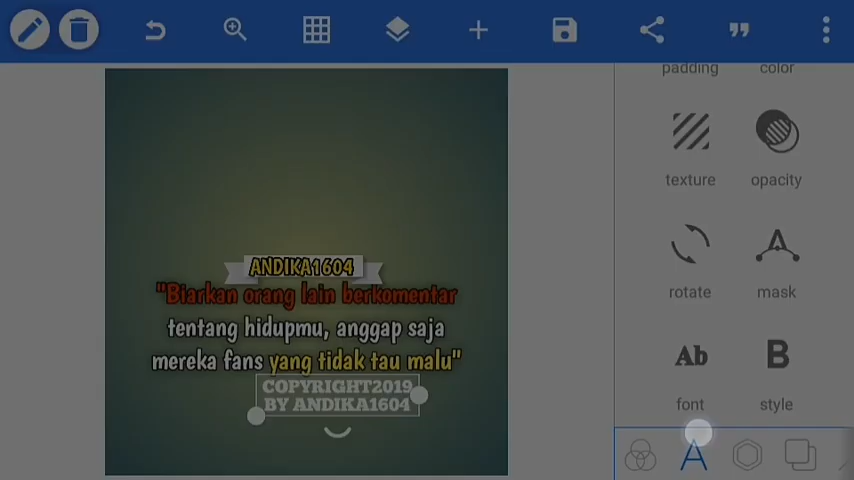 padding color
texture opacity
ANDIKA1604
"Biarkan orang lain berkomentar
rotate mask
tentang hidupmu, anggap saja
mereka fans yang tidak tau malu"
Ab B
COPYRIGHT2019
BY ANDIKA1604
font style
A